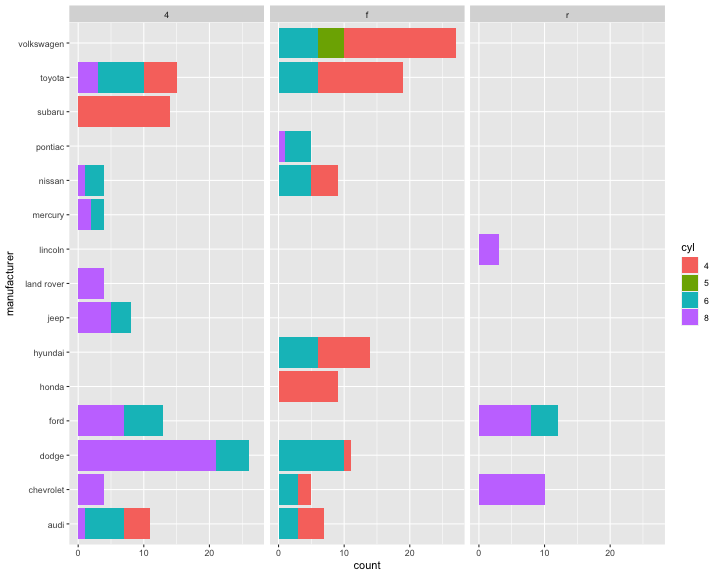 4 f r
volkswagen
toyota
subaru
pontiac
nissan
mercury
lincoln
land rover
jeep
hyundai
honda
ford
dodge
chevrolet
audi
manufacturer
0 10 20 0 10 20 0 10 20
count
cyl
4
5
6
8